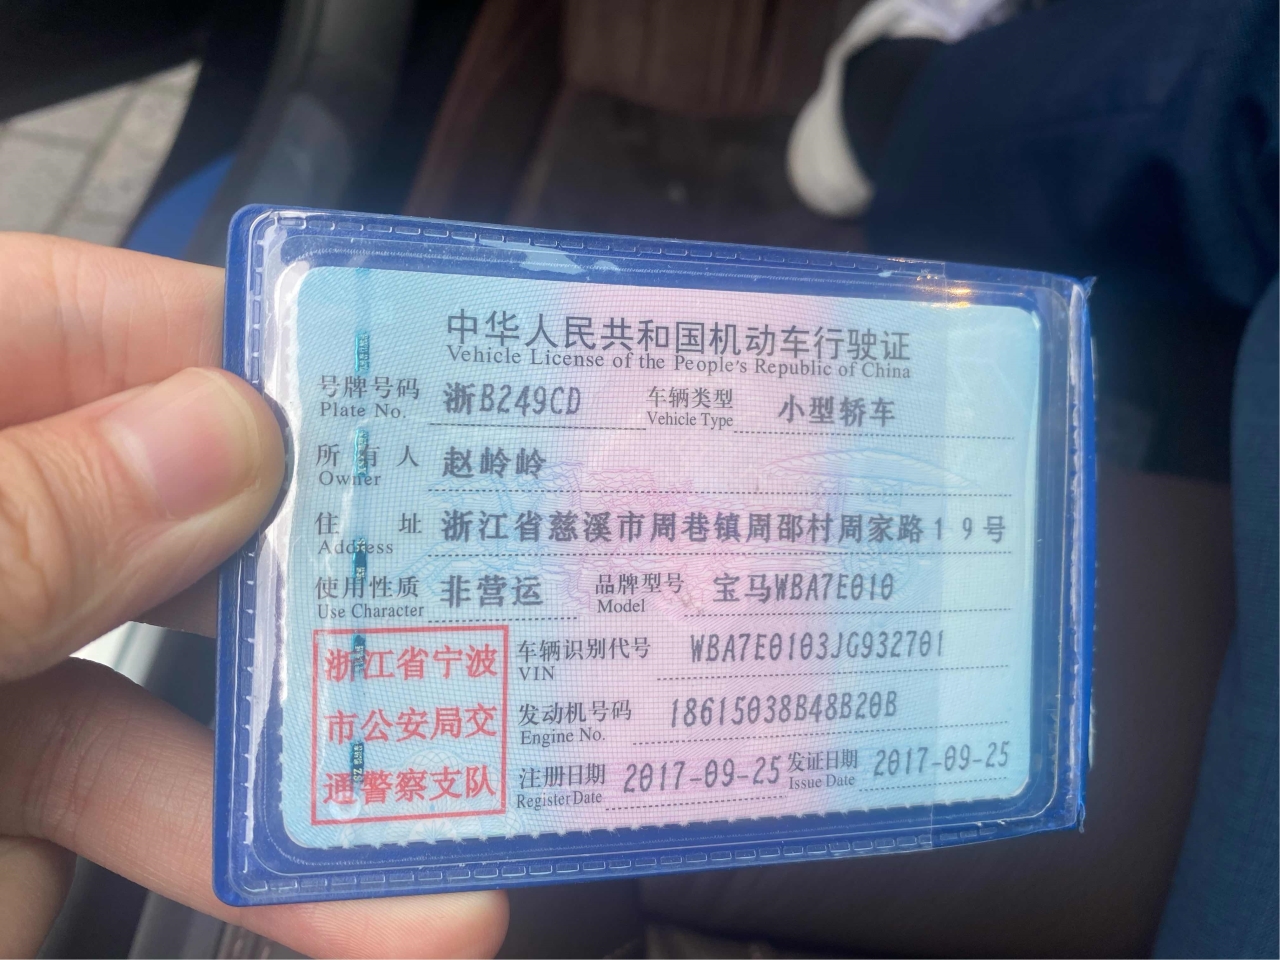 中华人民共和国机动车行驶证
Vehicle License of the People's Republic of China
号牌号码 浙B249CD 车辆类型 小型轿车
Plate No. Vehicle Type
所有人 赵岭岭
Owner
住址 浙江省慈溪市周巷镇周邵村周家路19号
Address
使用性质 非营运 品牌型号 宝马WBA7E010
Use Character Model
浙江省宁波
市公安局交
通警察支队
车辆识别代号 WBA7E0103JG932701
VIN
发动机号码 18615038B48B20B
Engine No.
注册日期 2017-09-25 发证日期 2017-09-25
Register Date Issue Date